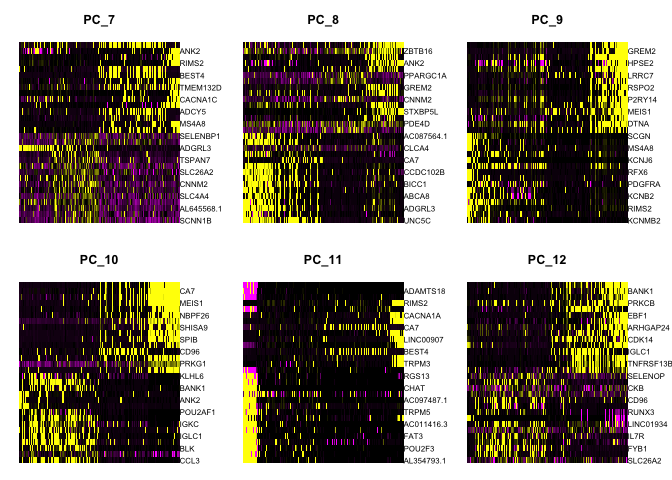 PC_7
ANK2
RIMS2
BEST4
TMEM132D
CACNA1C
ADCY5
MS4A8
SELENBP1
ADGRL3
TSPAN7
SLC26A2
CNNM2
SLC4A4
AL645568.1
SCNN1B
PC_8
ZBTB16
ANK2
PPARGC1A
GREM2
CNNM2
STXBP5L
PDE4D
AC087564.1
CLCA4
CA7
CCDC102B
BICC1
ABCA8
ADGRL3
UNC5C
PC_9
GREM2
HPSE2
LRRC7
RSPO2
P2RY14
MEIS1
DTNA
SCGN
MS4A8
KCNJ6
RFX6
PDGFRA
KCNB2
RIMS2
KCNMB2
PC_10
CA7
MEIS1
NBPF26
SHISA9
SPIB
CD96
PRKG1
KLHL6
BANK1
ANK2
POU2AF1
IGKC
IGLC1
BLK
CCL3
PC_11
ADAMTS18
RIMS2
CACNA1A
CA7
LINC00907
BEST4
TRPM3
RGS13
CHAT
AC097487.1
TRPM5
AC011416.3
FAT3
POU2F3
AL354793.1
PC_12
BANK1
PRKCB
EBF1
ARHGAP24
CDK14
IGLC1
TNFRSF13B
SELENOP
CKB
CD96
RUNX3
LINC01934
IL7R
FYB1
SLC26A2